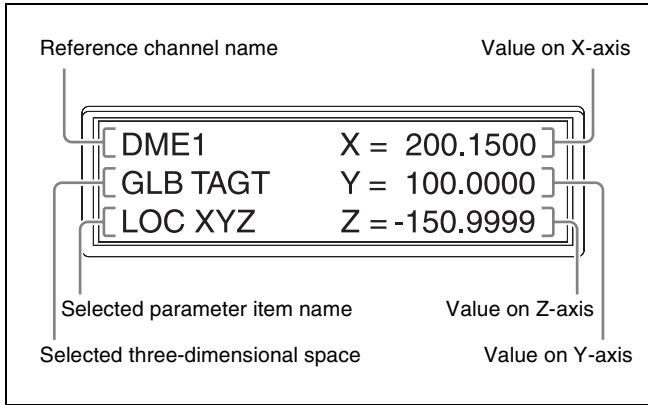 Reference channel name Value on X-axis
DME1 X = 200.1500
GLB TAGT Y = 100.0000
LOC XYZ Z = -150.9999
Selected parameter item name Value on Z-axis
Selected three-dimensional space Value on Y-axis